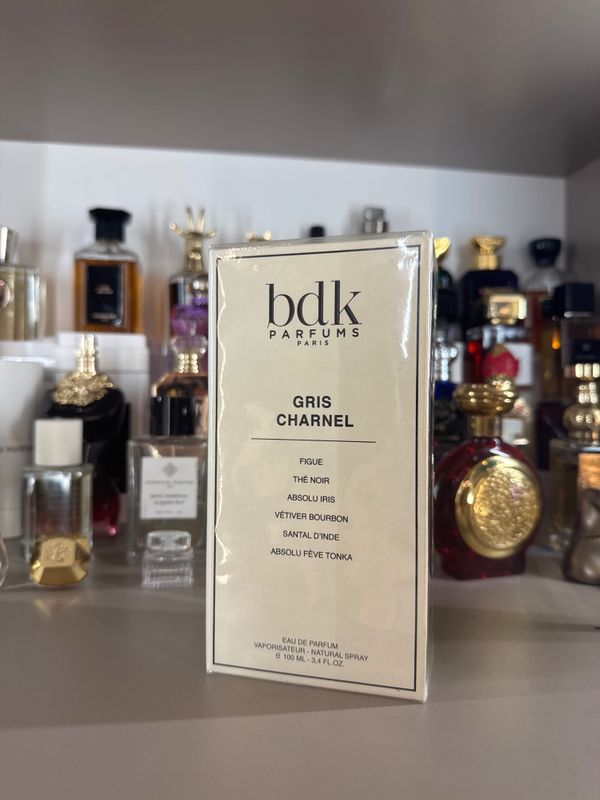 bdk
PARFUMS
PARIS
GRIS
CHARNEL
FIGUE
THÉ NOIR
ABSOLU IRIS
VÉTIVER BOURBON
SANTAL D'INDE
ABSOLU FÈVE TONKA
EAU DE PARFUM
VAPORISATEUR - NATURAL SPRAY
℮ 100 ML - 3,4 FL OZ.